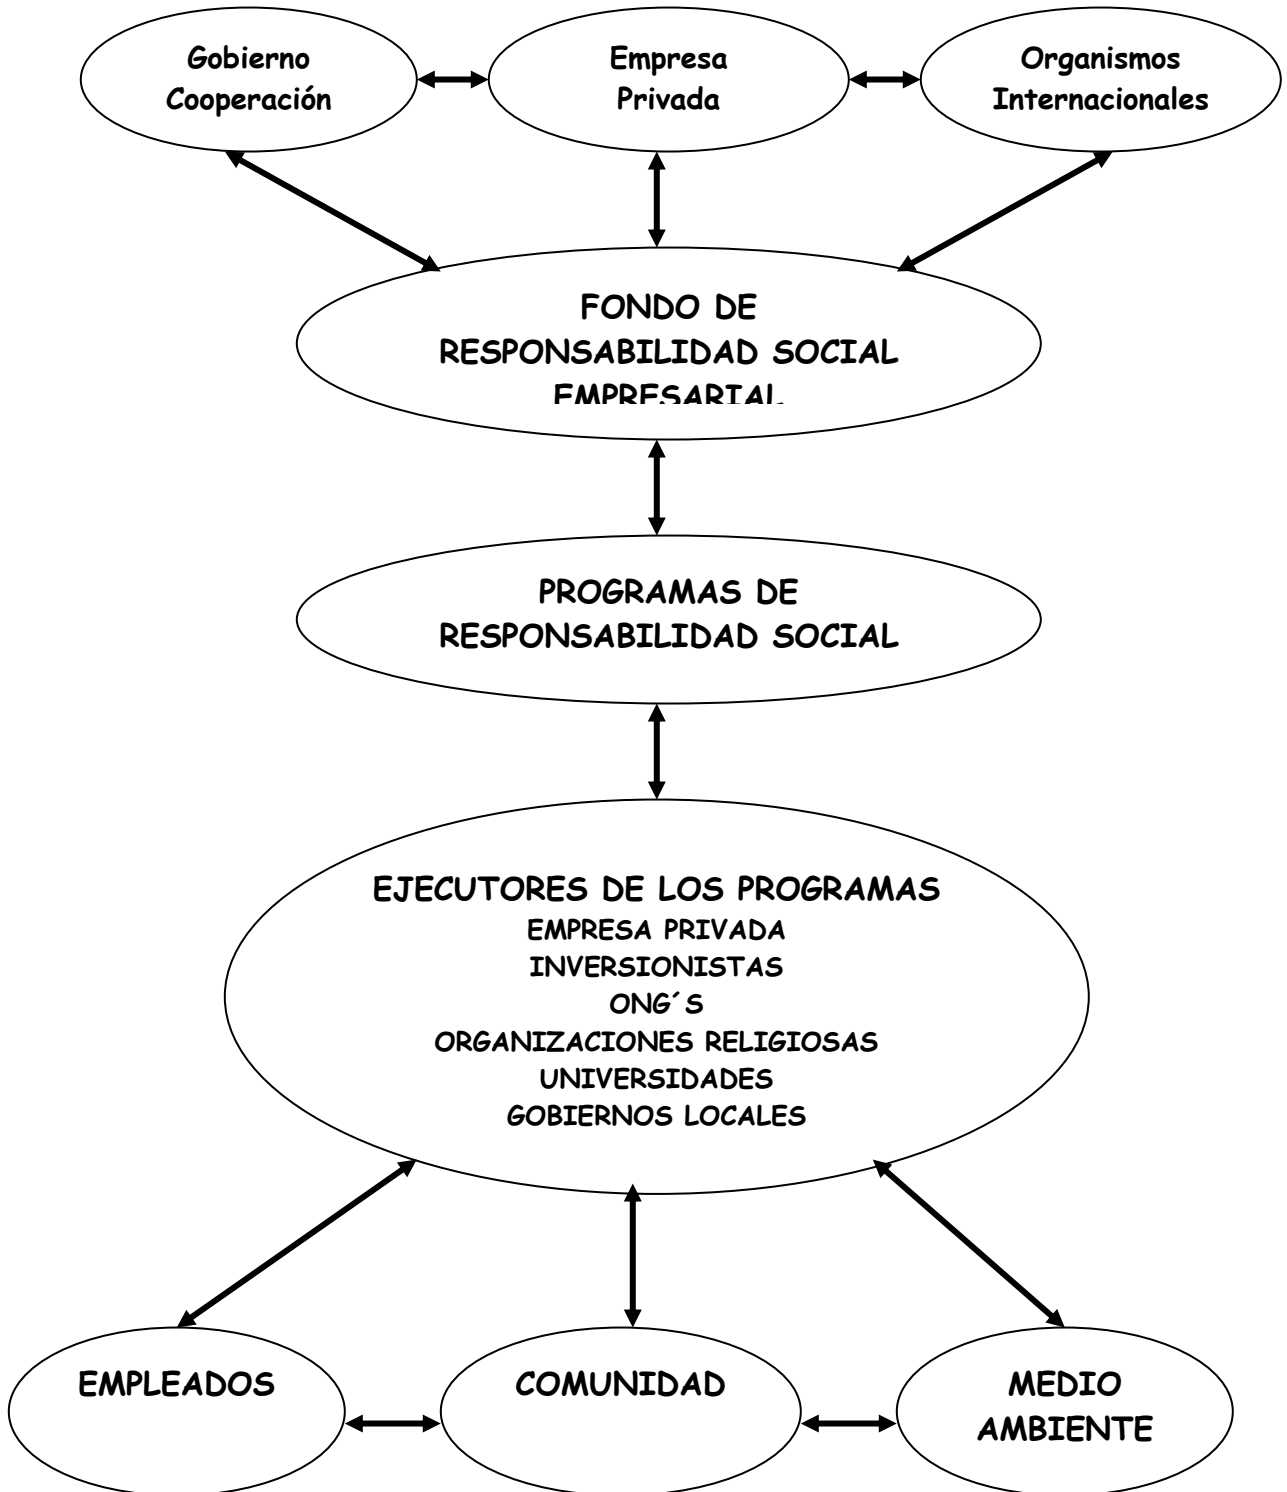 Gobierno
Cooperación
Empresa
Privada
Organismos
Internacionales
FONDO DE
RESPONSABILIDAD SOCIAL
EMPRESARIAL
PROGRAMAS DE
RESPONSABILIDAD SOCIAL
EJECUTORES DE LOS PROGRAMAS
EMPRESA PRIVADA
INVERSIONISTAS
ONG´S
ORGANIZACIONES RELIGIOSAS
UNIVERSIDADES
GOBIERNOS LOCALES
EMPLEADOS
COMUNIDAD
MEDIO
AMBIENTE